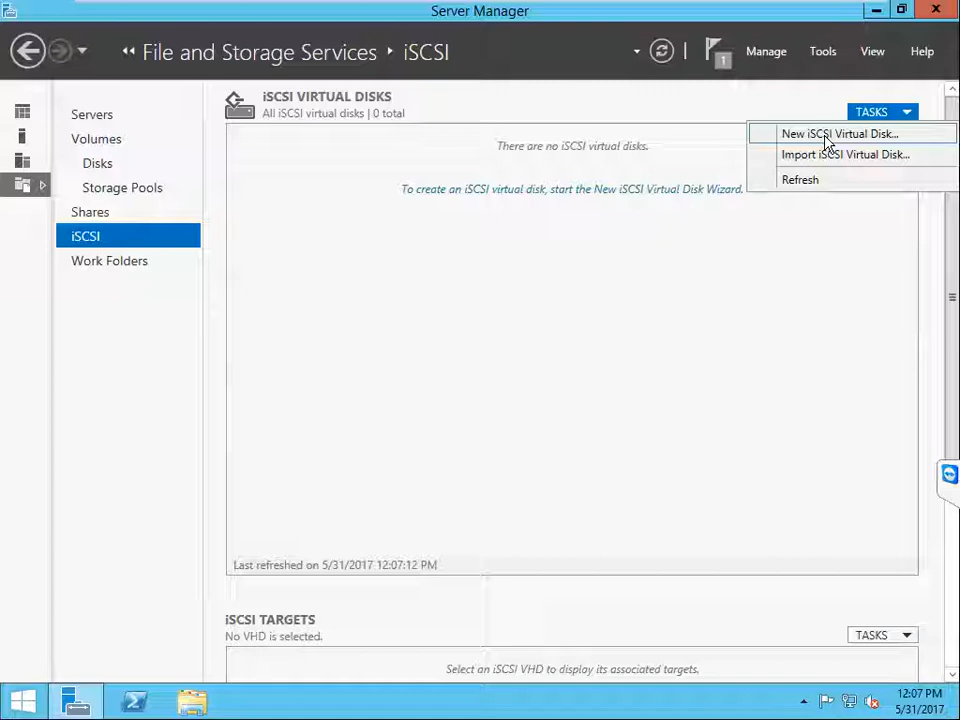 Server Manager
File and Storage Services
iSCSI
1
Manage
Tools
View
Help
Servers
Volumes
Disks
Storage Pools
Shares
iSCSI
Work Folders
iSCSI VIRTUAL DISKS
All iSCSI virtual disks | 0 total
TASKS
New iSCSI Virtual Disk...
Import iSCSI Virtual Disk...
Refresh
There are no iSCSI virtual disks.
To create an iSCSI virtual disk, start the New iSCSI Virtual Disk Wizard.
Last refreshed on 5/31/2017 12:07:12 PM
iSCSI TARGETS
No VHD is selected.
TASKS
Select an iSCSI VHD to display its associated targets.
12:07 PM
5/31/2017